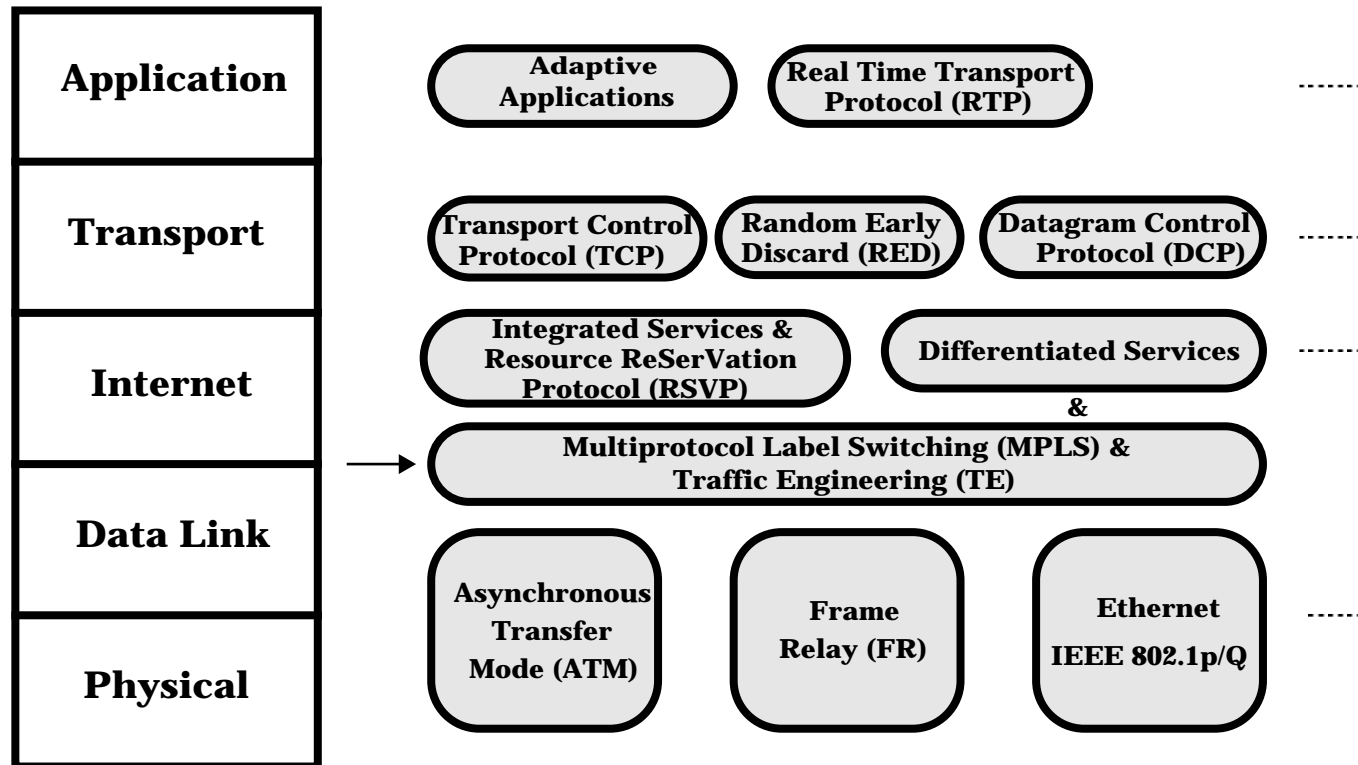 Application
Adaptive
Applications
Real Time Transport
Protocol (RTP)
Transport
Transport Control
Protocol (TCP)
Random Early
Discard (RED)
Datagram Control
Protocol (DCP)
Internet
Integrated Services &
Resource ReSerVation
Protocol (RSVP)
Differentiated Services
&
Multiprotocol Label Switching (MPLS) &
Traffic Engineering (TE)
Data Link
Physical
Asynchronous
Transfer
Mode (ATM)
Frame
Relay (FR)
Ethernet
IEEE 802.1p/Q